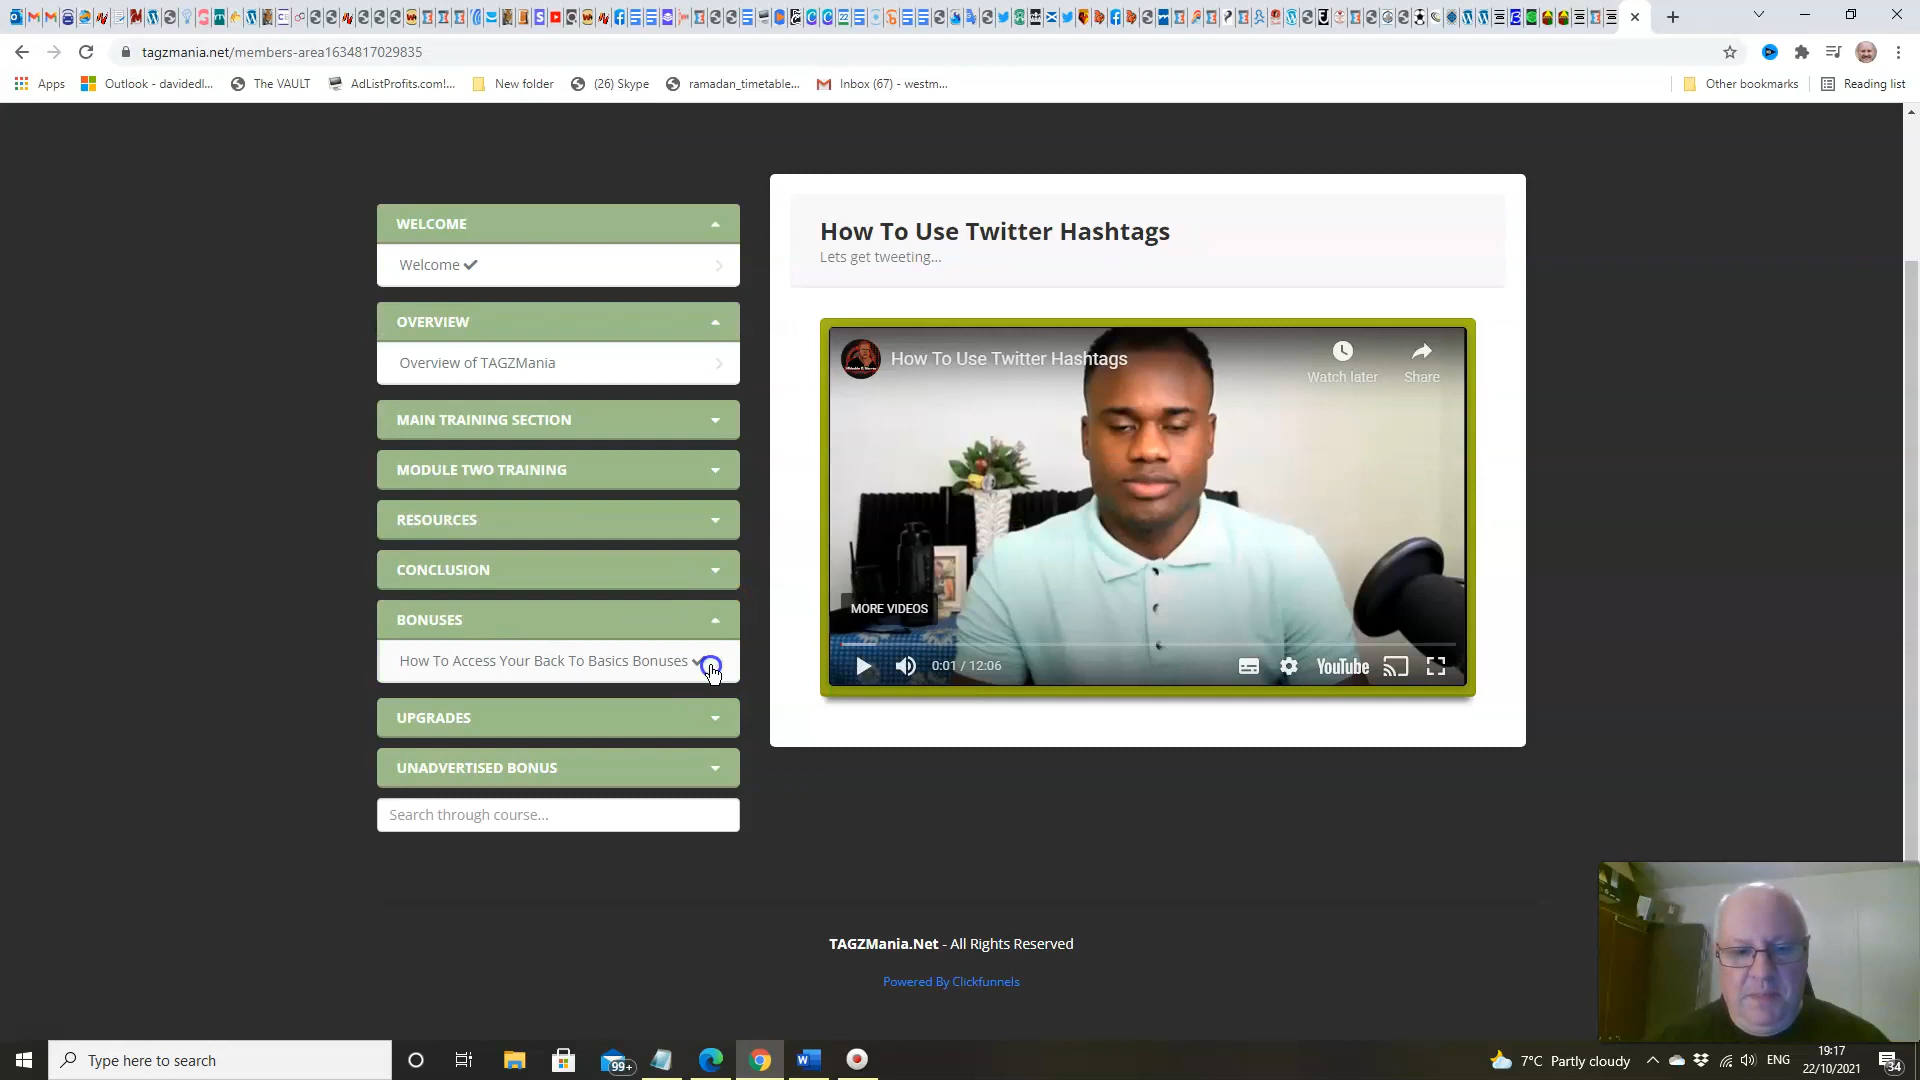 tagzmania.net/members-area1634817029835
Apps
Outlook - davidedl...
The VAULT
AdListProfits.com!...
New folder
(26) Skype
ramadan_timetable...
Inbox (67) - westm...
Other bookmarks
Reading list
WELCOME
Welcome
OVERVIEW
Overview of TAGZMania
MAIN TRAINING SECTION
MODULE TWO TRAINING
RESOURCES
CONCLUSION
BONUSES
How To Access Your Back To Basics Bonuses
UPGRADES
UNADVERTISED BONUS
Search through course...
How To Use Twitter Hashtags
Lets get tweeting...
How To Use Twitter Hashtags
Watch later
Share
MORE VIDEOS
0:01 / 12:06
YouTube
TAGZMania.Net - All Rights Reserved
Powered By Clickfunnels
Type here to search
99+
7°C Partly cloudy
ENG
19:17
22/10/2021
34